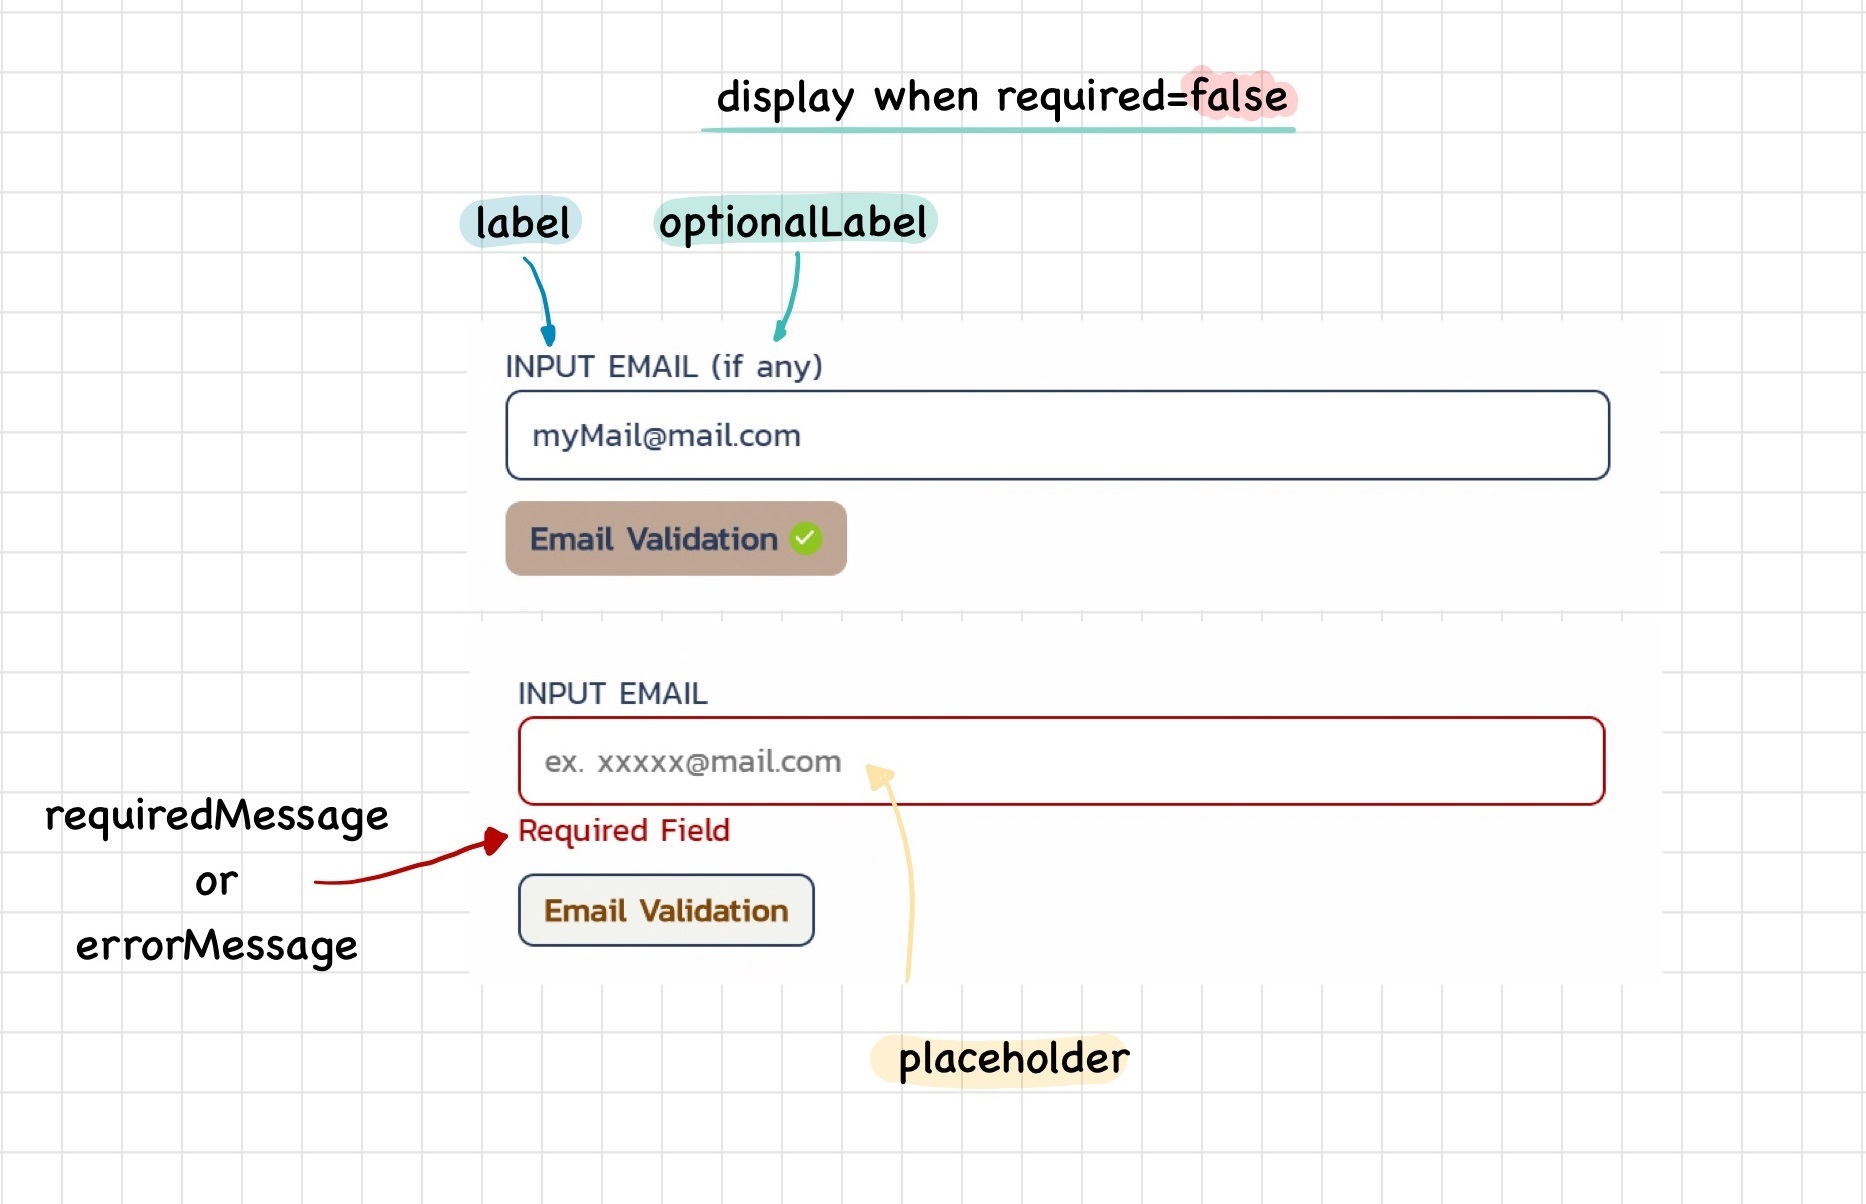 display when required=false
label
optionalLabel
INPUT EMAIL (if any)
myMail@mail.com
Email Validation
INPUT EMAIL
ex. xxxxx@mail.com
requiredMessage
or
errorMessage
Required Field
Email Validation
placeholder